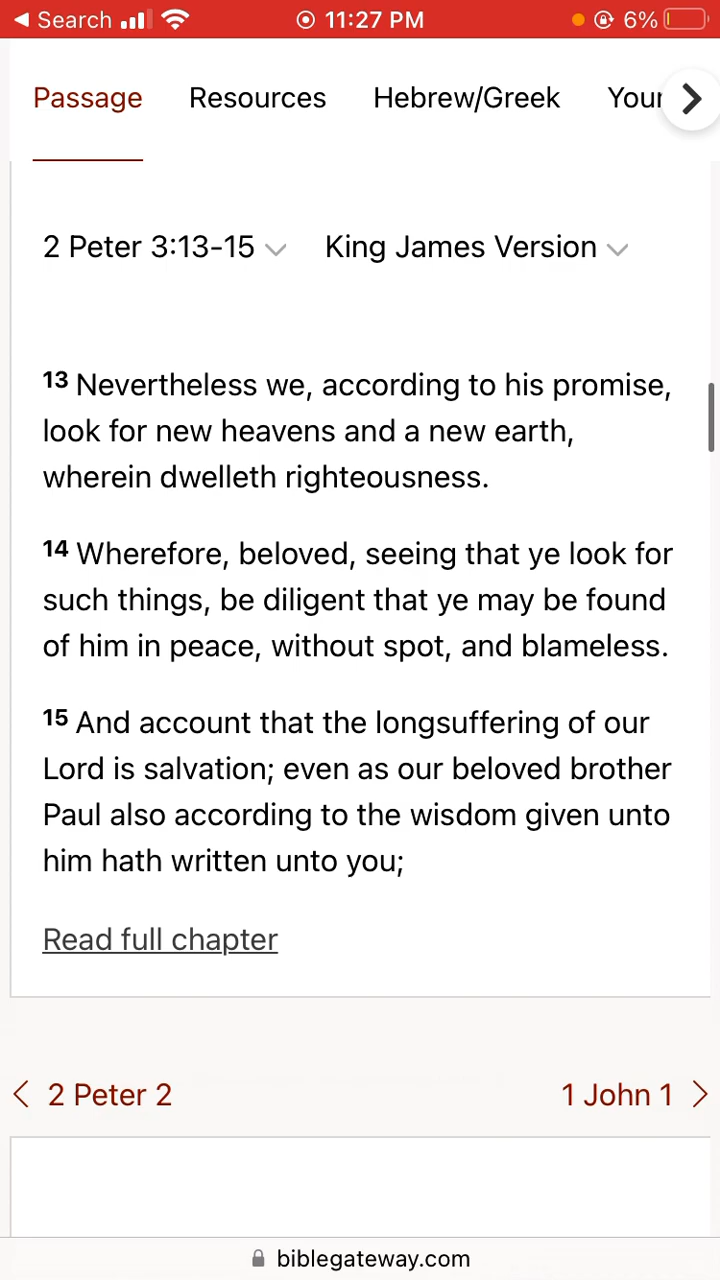 Search 11:27 PM 6%
Passage Resources Hebrew/Greek
2 Peter 3:13-15 King James Version
13 Nevertheless we, according to his promise,
look for new heavens and a new earth,
wherein dwelleth righteousness.
14 Wherefore, beloved, seeing that ye look for
such things, be diligent that ye may be found
of him in peace, without spot, and blameless.
15 And account that the longsuffering of our
Lord is salvation; even as our beloved brother
Paul also according to the wisdom given unto
him hath written unto you;
Read full chapter
2 Peter 2 1 John 1
biblegateway.com